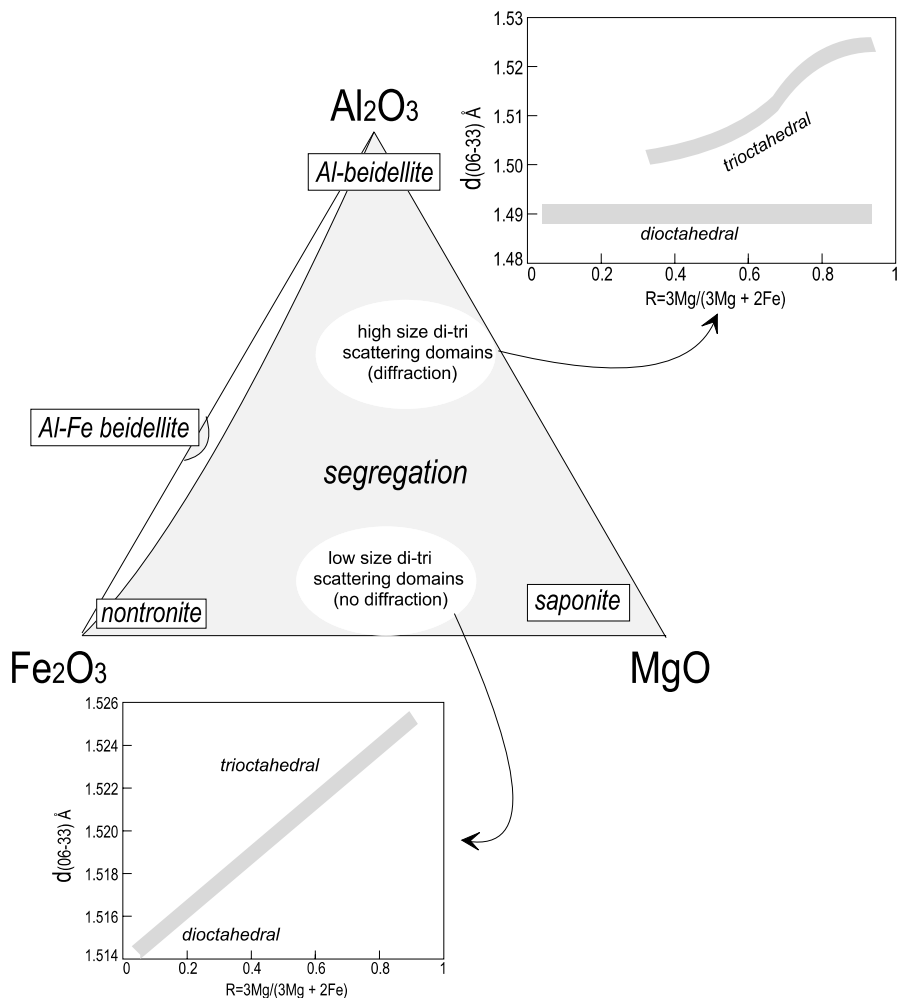 1.53
1.52
1.51
1.50
1.49
1.48
d(06-33) Å
trioctahedral
dioctahedral
0
0.2
0.4
0.6
0.8
1
R=3Mg/(3Mg + 2Fe)
Al2O3
Al-beidellite
high size di-tri
scattering domains
(diffraction)
Al-Fe beidellite
segregation
low size di-tri
scattering domains
(no diffraction)
nontronite
saponite
Fe2O3
MgO
1.526
1.524
1.522
1.520
1.518
1.516
1.514
d(06-33) Å
trioctahedral
dioctahedral
0
0.2
0.4
0.6
0.8
1
R=3Mg/(3Mg + 2Fe)